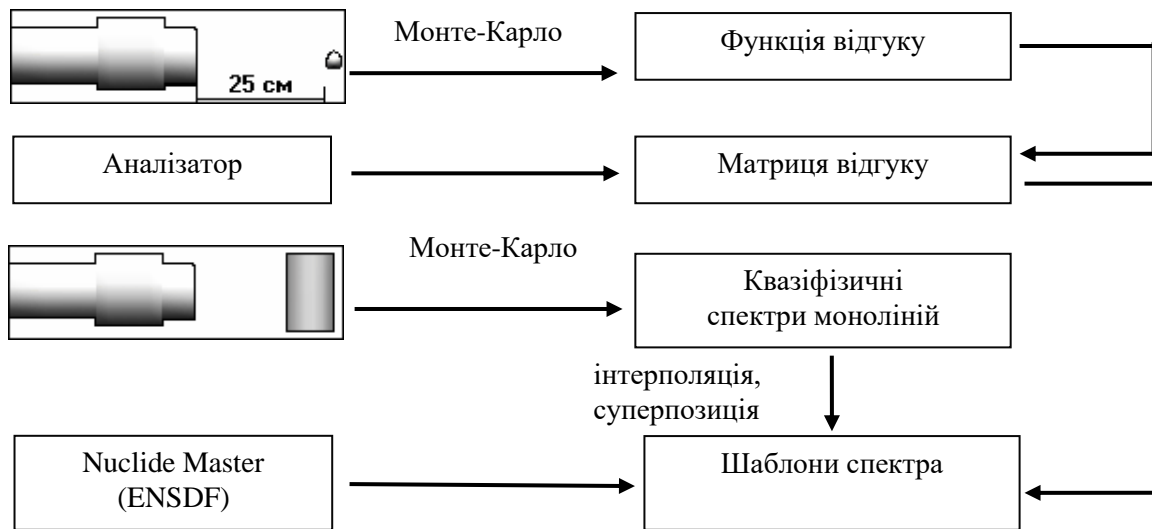 Монте-Карло
Функція відгуку
25 см
Аналізатор
Матриця відгуку
Монте-Карло
Квазіфізичні
спектри моноліній
інтерполяція,
суперпозиція
Nuclide Master
(ENSDF)
Шаблони спектра